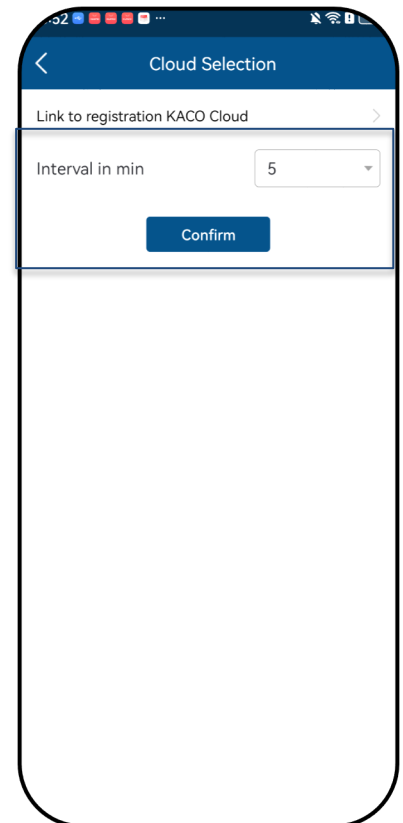 Cloud Selection
Link to registration KACO Cloud
Interval in min
5
Confirm